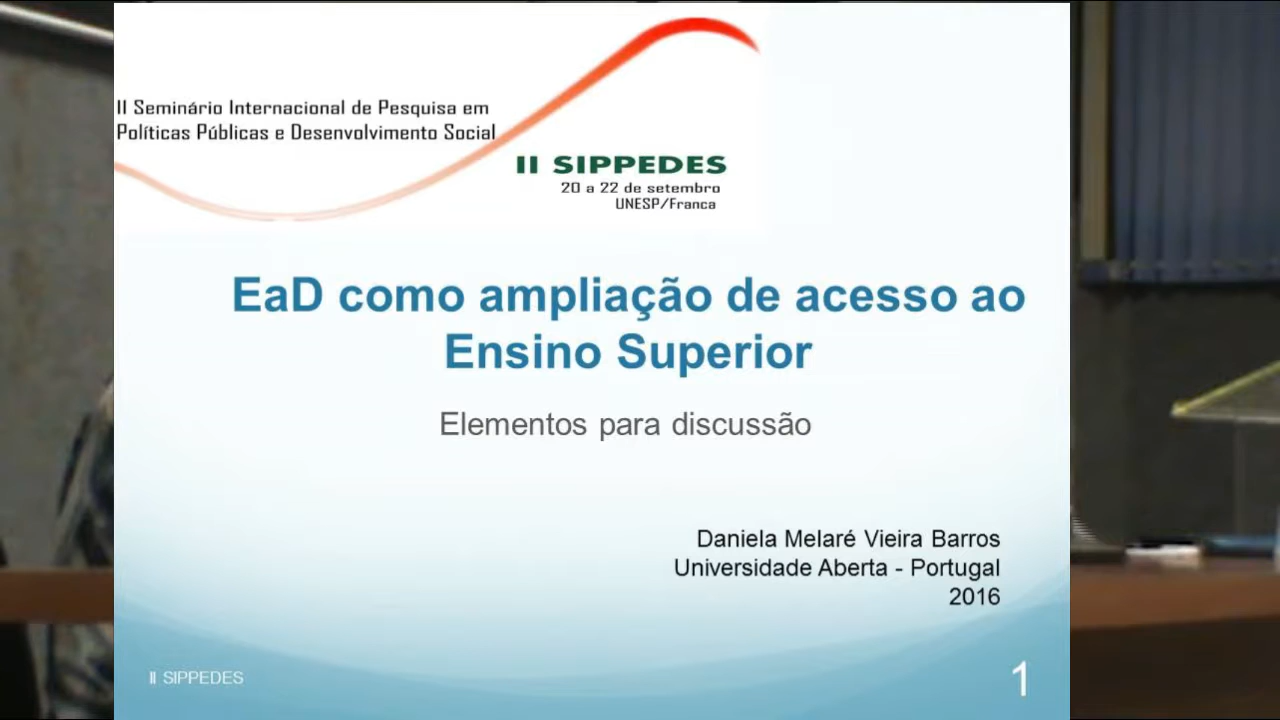 II Seminário Internacional de Pesquisa em
Políticas Públicas e Desenvolvimento Social
II SIPPEDES
20 a 22 de setembro
UNESP/Franca
EaD como ampliação de acesso ao
Ensino Superior
Elementos para discussão
Daniela Melaré Vieira Barros
Universidade Aberta - Portugal
2016
II SIPPEDES
1